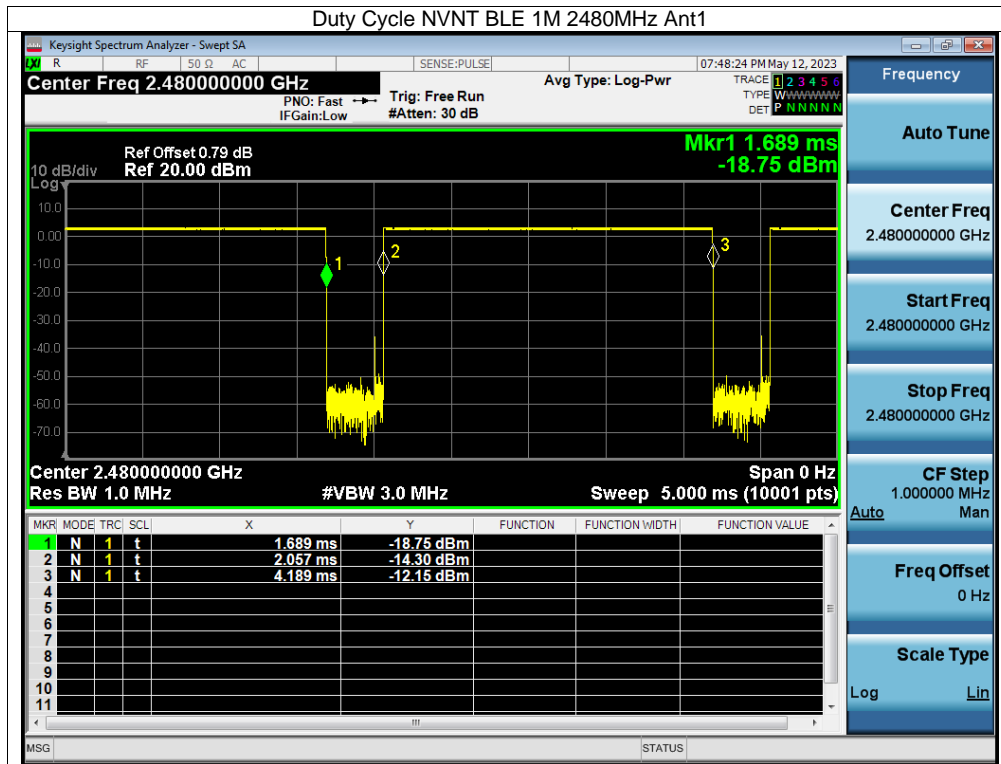 Duty Cycle NVNT BLE 1M 2480MHz Ant1
Keysight Spectrum Analyzer - Swept SA
LXI R RF 50 Ω AC SENSE:PULSE 07:48:24 PM May 12, 2023
Center Freq 2.480000000 GHz
PNO: Fast
IFGain:Low
Trig: Free Run
#Atten: 30 dB
Avg Type: Log-Pwr
TRACE 1 2 3 4 5 6
TYPE WWWWWW
DET P NNNNN
Frequency
Mkr1 1.689 ms
-18.75 dBm
Ref Offset 0.79 dB
Ref 20.00 dBm
10 dB/div
Log
10.0
0.00
-10.0
-20.0
-30.0
-40.0
-50.0
-60.0
-70.0
1
2
3
Center 2.480000000 GHz
Span 0 Hz
Res BW 1.0 MHz
#VBW 3.0 MHz
Sweep 5.000 ms (10001 pts)
MKR MODE TRC SCL X Y FUNCTION FUNCTION WIDTH FUNCTION VALUE
1 N 1 t 1.689 ms -18.75 dBm
2 N 1 t 2.057 ms -14.30 dBm
3 N 1 t 4.189 ms -12.15 dBm
4
5
6
7
8
9
10
11
MSG
STATUS
Auto Tune
Center Freq
2.480000000 GHz
Start Freq
2.480000000 GHz
Stop Freq
2.480000000 GHz
CF Step
1.000000 MHz
Auto Man
Freq Offset
0 Hz
Scale Type
Log Lin